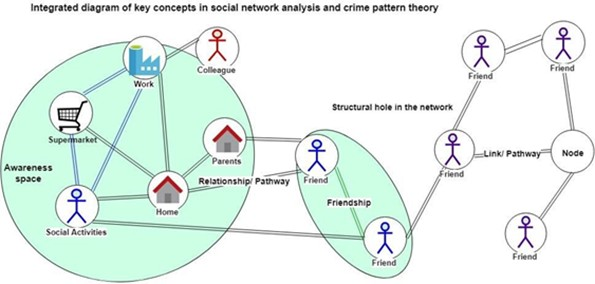 Integrated diagram of key concepts in social network analysis and crime pattern theory
Colleague
Work
Friend
Friend
Structural hole in the network
Supermarket
Parents
Friend
Link/ Pathway
Node
Awareness
space
Relationship/ Pathway
Friend
Home
Friendship
Social Activities
Friend
Friend